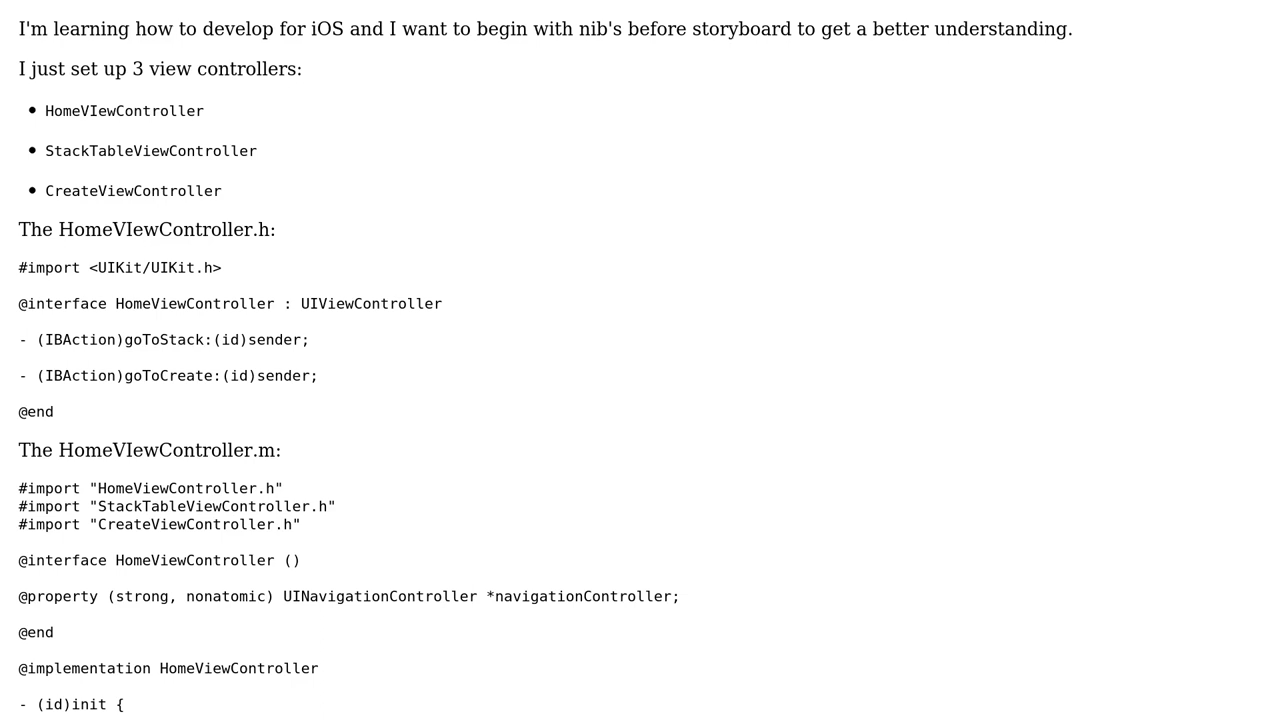 I'm learning how to develop for iOS and I want to begin with nib's before storyboard to get a better understanding.
I just set up 3 view controllers:
HomeVIewController
StackTableViewController
CreateViewController
The HomeVIewController.h:
#import <UIKit/UIKit.h>
@interface HomeViewController : UIViewController
- (IBAction)goToStack:(id)sender;
- (IBAction)goToCreate:(id)sender;
@end
The HomeVIewController.m:
#import "HomeViewController.h"
#import "StackTableViewController.h"
#import "CreateViewController.h"
@interface HomeViewController ()
@property (strong, nonatomic) UINavigationController *navigationController;
@end
@implementation HomeViewController
- (id)init {